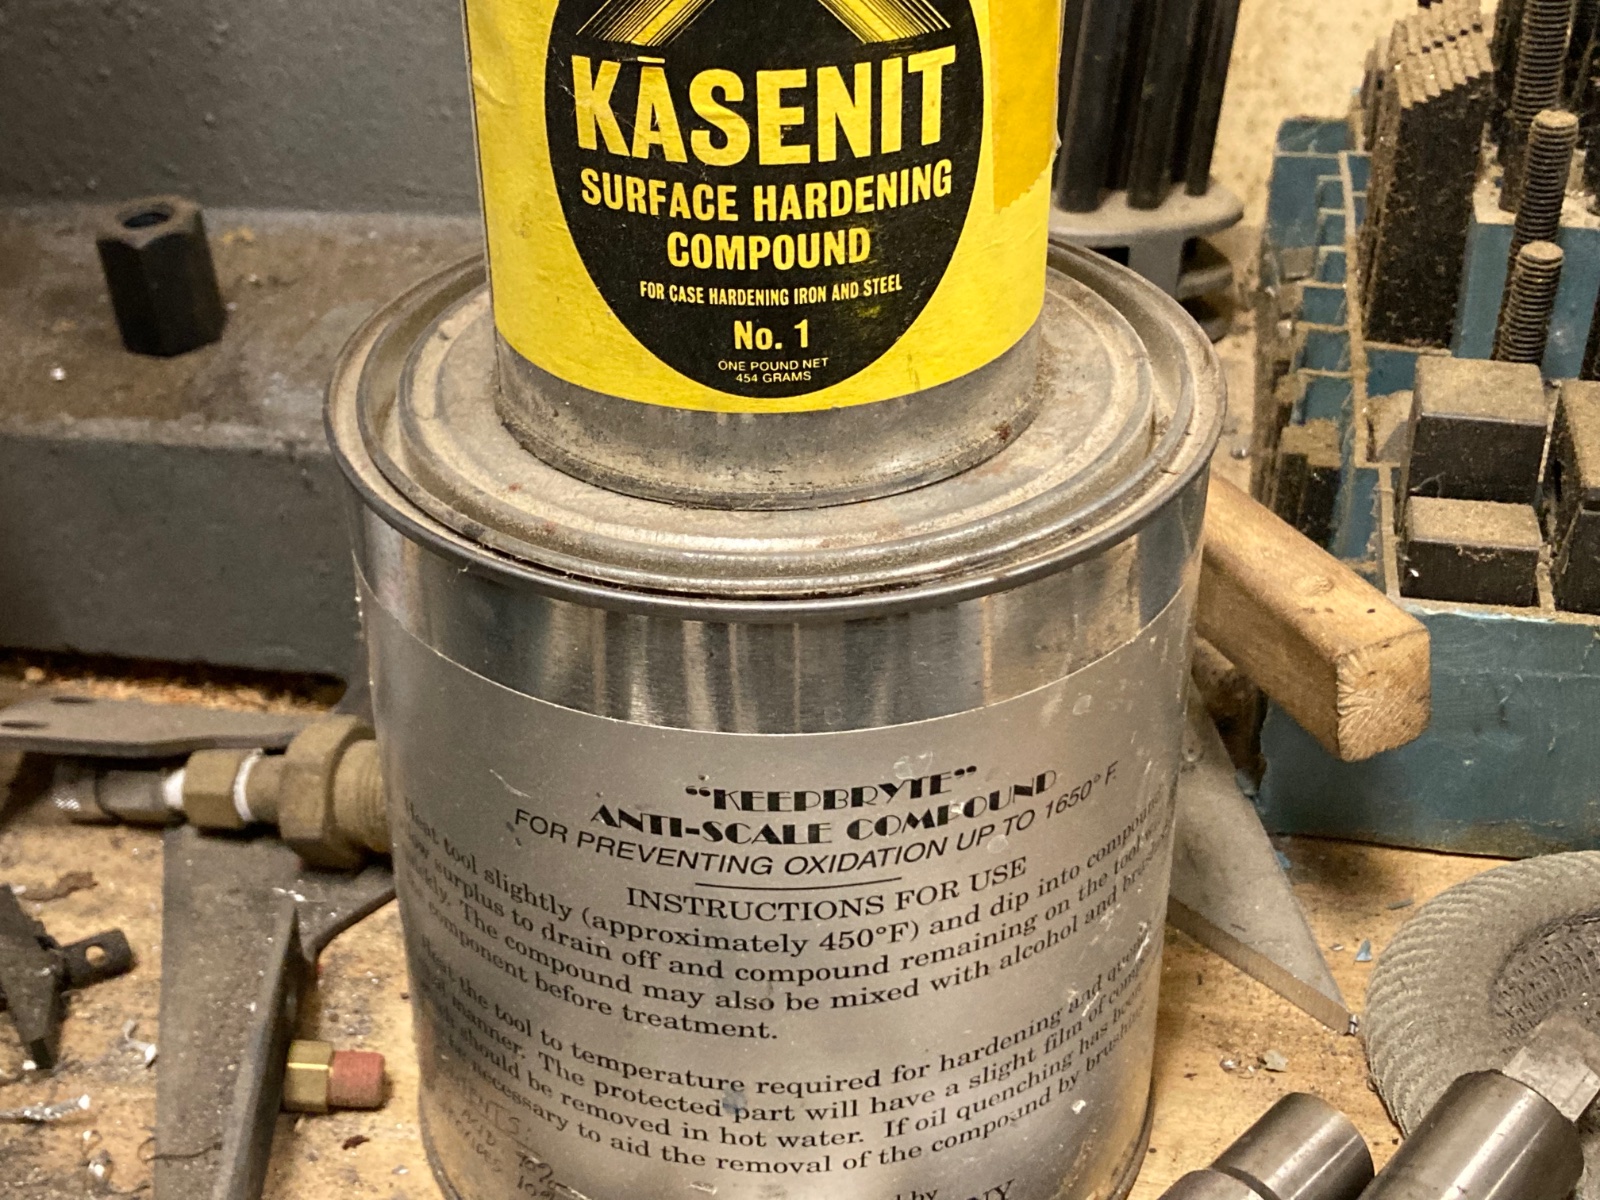 KĀSENIT
SURFACE HARDENING
COMPOUND
FOR CASE HARDENING IRON AND STEEL
No. 1
ONE POUND NET
454 GRAMS
“KEEPBRYTE”
ANTI-SCALE COMPOUND
FOR PREVENTING OXIDATION UP TO 1650° F.
INSTRUCTIONS FOR USE
Heat tool slightly (approximately 450°F) and dip into compound
surplus to drain off and compound remaining on the tool
The compound may also be mixed with alcohol and
component before treatment.
the tool to temperature required for hardening and
manner. The protected part will have a slight film of
should be removed in hot water. If oil quenching has been
necessary to aid the removal of the compound by brushing
by